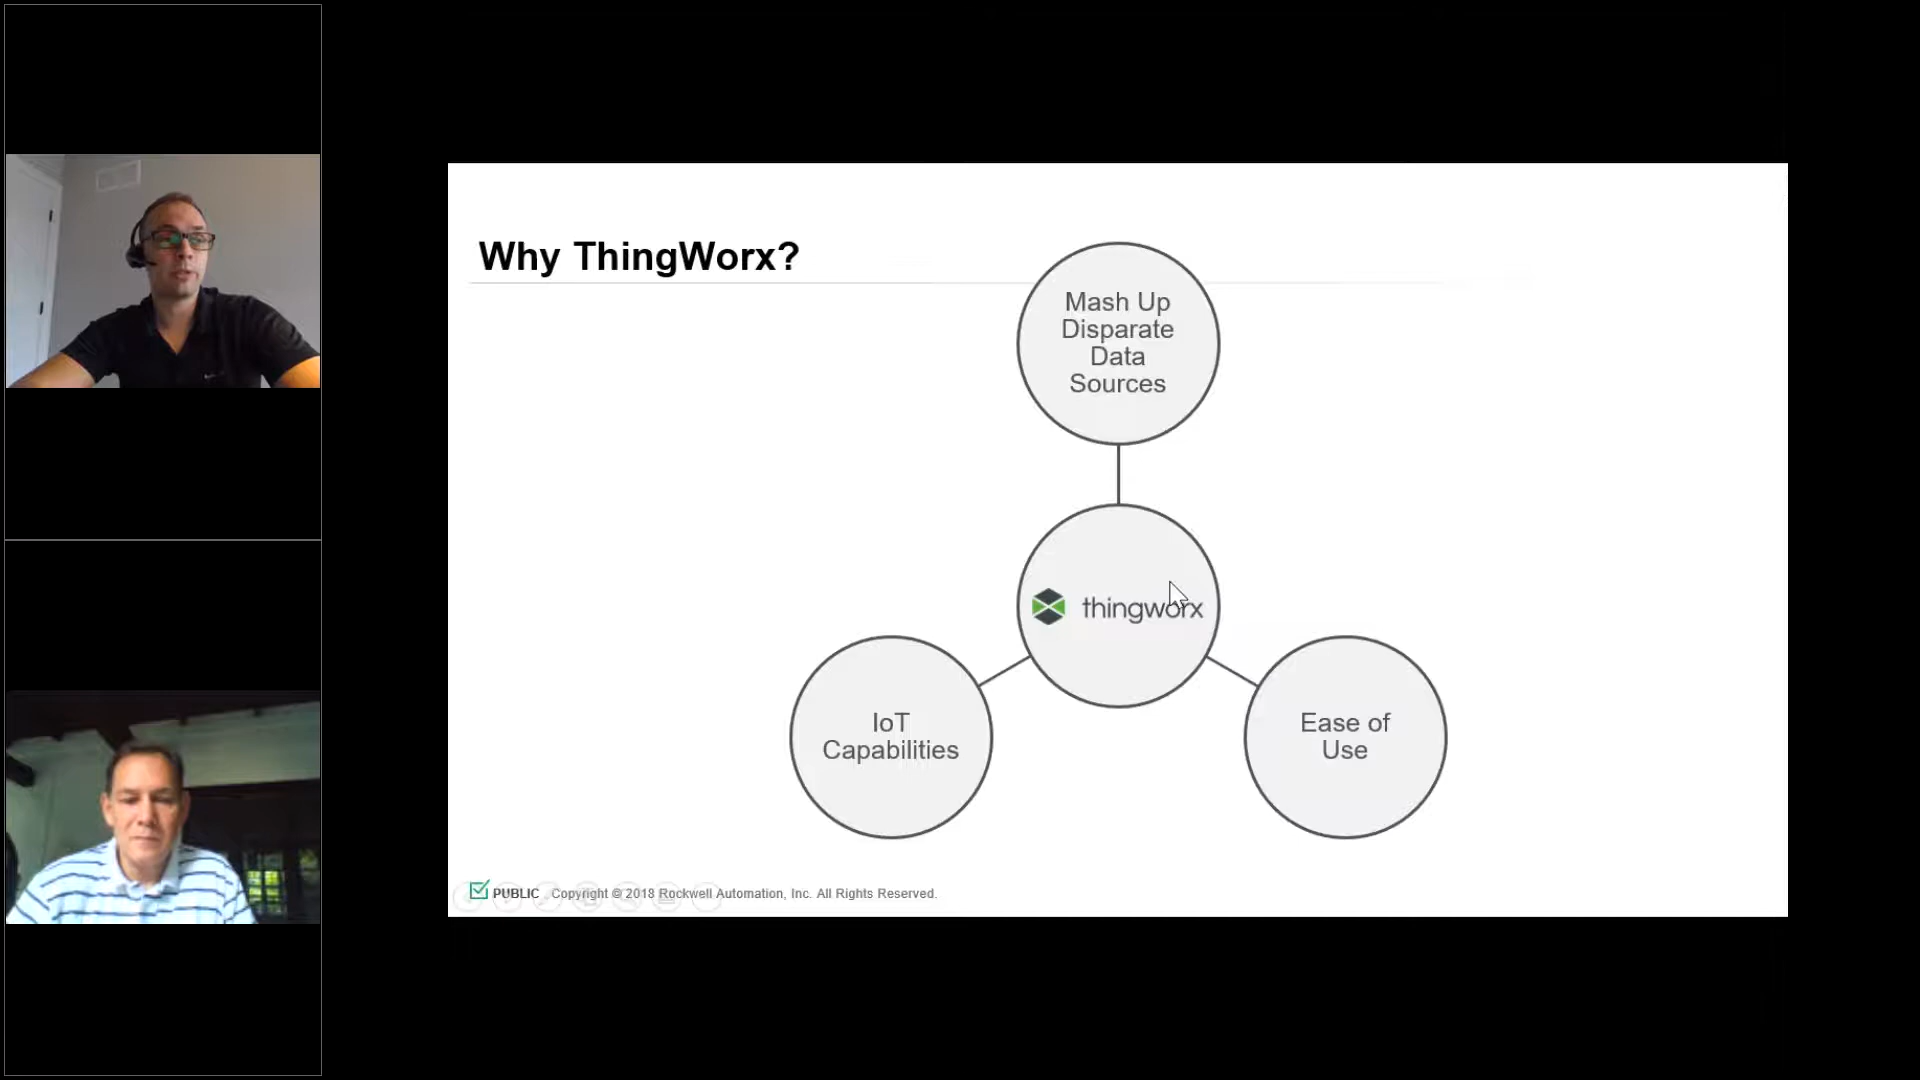 Why ThingWorx?
Mash Up
Disparate
Data
Sources
thingworx
IoT
Capabilities
Ease of
Use
PUBLIC Copyright © 2018 Rockwell Automation, Inc. All Rights Reserved.